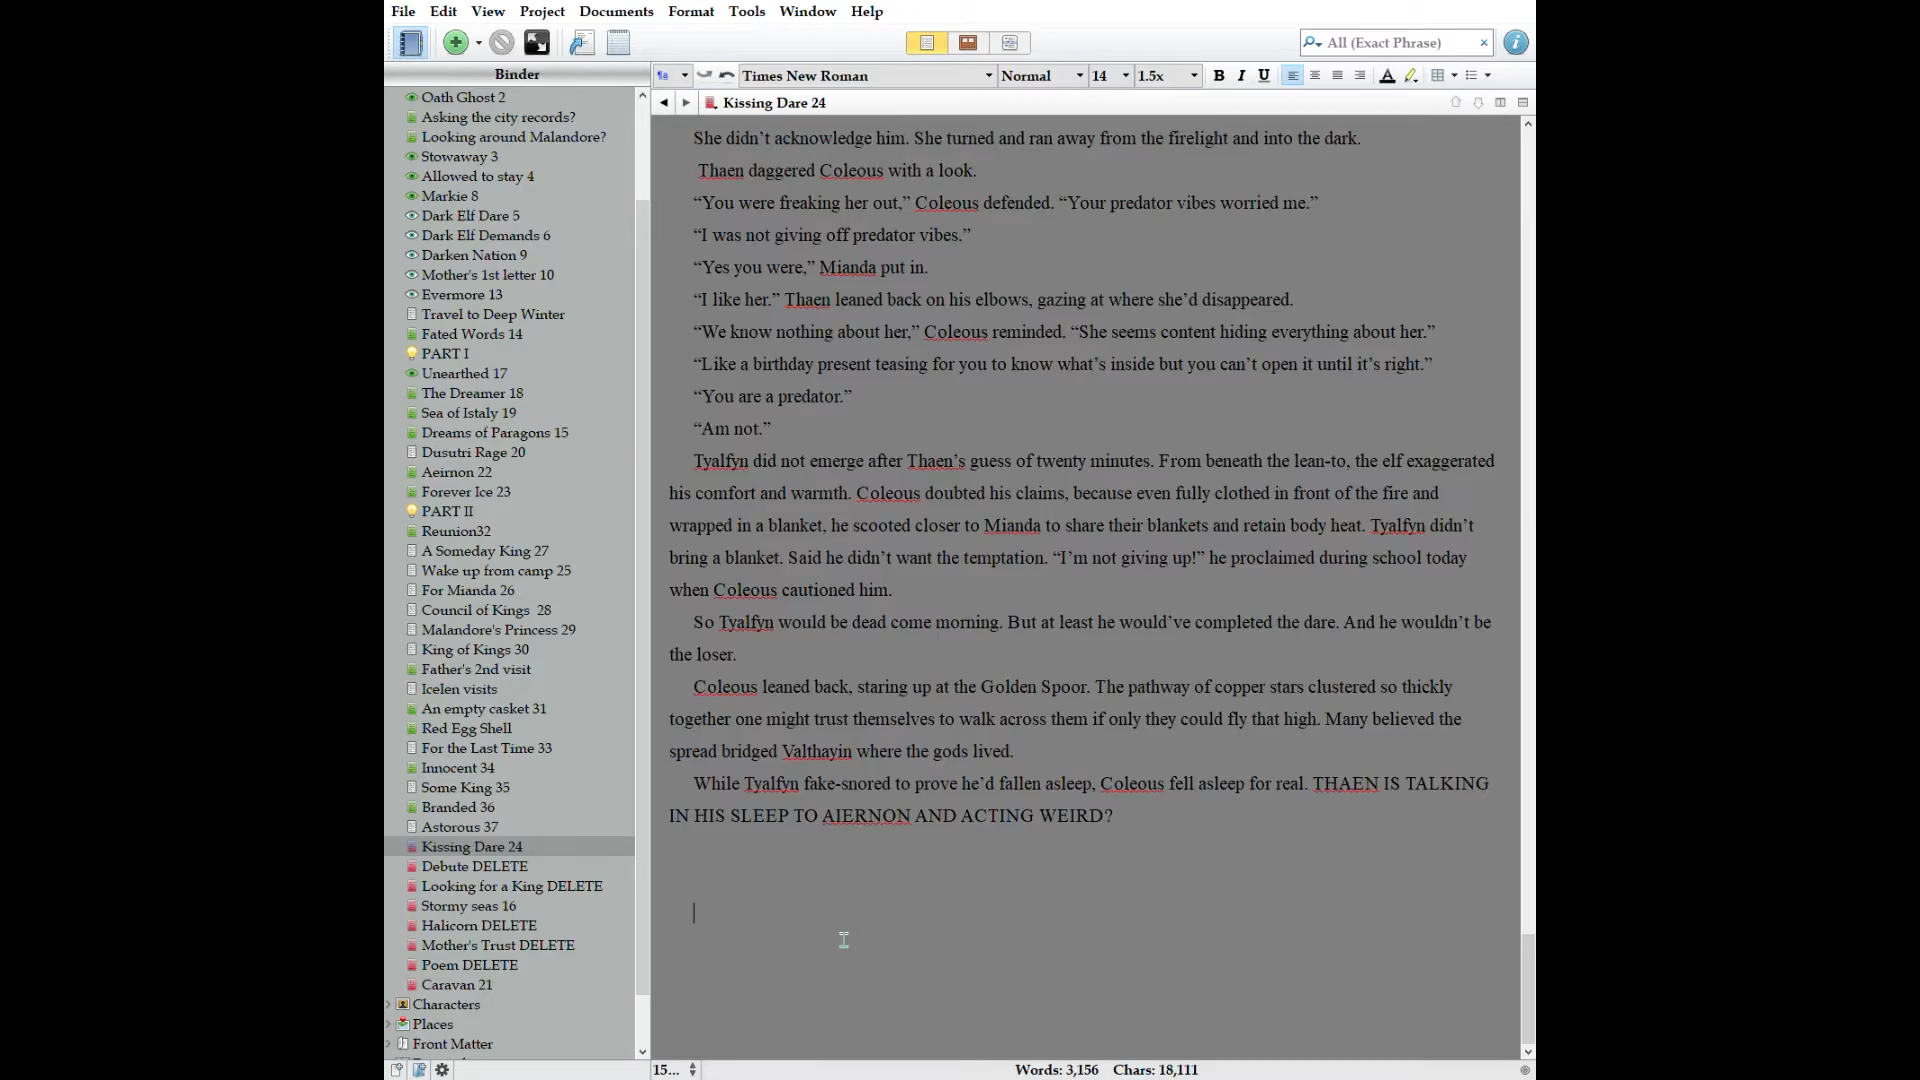 File Edit View Project Documents Format Tools Window Help
All (Exact Phrase)
Binder
Times New Roman Normal 14 1.5x B I U A
Kissing Dare 24
Oath Ghost 2
Asking the city records?
Looking around Malandore?
Stowaway 3
Allowed to stay 4
Markie 8
Dark Elf Dare 5
Dark Elf Demands 6
Darken Nation 9
Mother's 1st letter 10
Evermore 13
Travel to Deep Winter
Fated Words 14
PART I
Unearthed 17
The Dreamer 18
Sea of Istaly 19
Dreams of Paragons 15
Dusutri Rage 20
Aeirnon 22
Forever Ice 23
PART II
Reunion32
A Someday King 27
Wake up from camp 25
For Mianda 26
Council of Kings 28
Malandore's Princess 29
King of Kings 30
Father's 2nd visit
Icelen visits
An empty casket 31
Red Egg Shell
For the Last Time 33
Innocent 34
Some King 35
Branded 36
Astorous 37
Kissing Dare 24
Debute DELETE
Looking for a King DELETE
Stormy seas 16
Halicorn DELETE
Mother's Trust DELETE
Poem DELETE
Caravan 21
Characters
Places
Front Matter
She didn’t acknowledge him. She turned and ran away from the firelight and into the dark.
Thaen daggered Coleous with a look.
“You were freaking her out,” Coleous defended. “Your predator vibes worried me.”
“I was not giving off predator vibes.”
“Yes you were,” Mianda put in.
“I like her.” Thaen leaned back on his elbows, gazing at where she’d disappeared.
“We know nothing about her,” Coleous reminded. “She seems content hiding everything about her.”
“Like a birthday present teasing for you to know what’s inside but you can’t open it until it’s right.”
“You are a predator.”
“Am not.”
Tyalfyn did not emerge after Thaen’s guess of twenty minutes. From beneath the lean-to, the elf exaggerated
his comfort and warmth. Coleous doubted his claims, because even fully clothed in front of the fire and
wrapped in a blanket, he scooted closer to Mianda to share their blankets and retain body heat. Tyalfyn didn’t
bring a blanket. Said he didn’t want the temptation. “I’m not giving up!” he proclaimed during school today
when Coleous cautioned him.
So Tyalfyn would be dead come morning. But at least he would’ve completed the dare. And he wouldn’t be
the loser.
Coleous leaned back, staring up at the Golden Spoor. The pathway of copper stars clustered so thickly
together one might trust themselves to walk across them if only they could fly that high. Many believed the
spread bridged Valthayin where the gods lived.
While Tyalfyn fake-snored to prove he’d fallen asleep, Coleous fell asleep for real. THAEN IS TALKING
IN HIS SLEEP TO AIERNON AND ACTING WEIRD?
15... Words: 3,156 Chars: 18,111